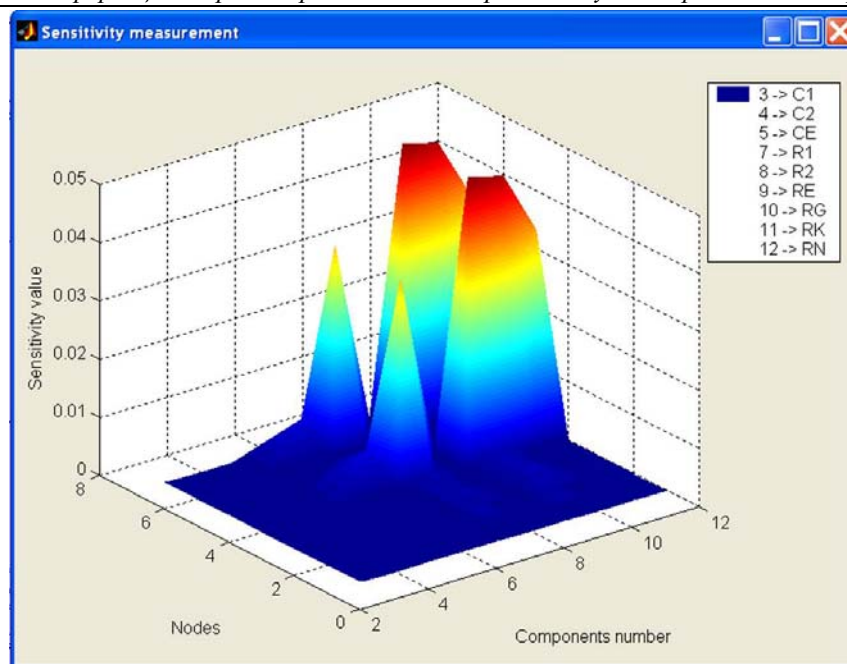 Sensitivity measurement
3 -> C1
4 -> C2
5 -> CE
7 -> R1
8 -> R2
9 -> RE
10 -> RG
11 -> RK
12 -> RN
0.05
0.04
0.03
0.02
0.01
0
Sensitivity value
8
6
4
2
0
Nodes
2
4
6
8
10
12
Components number